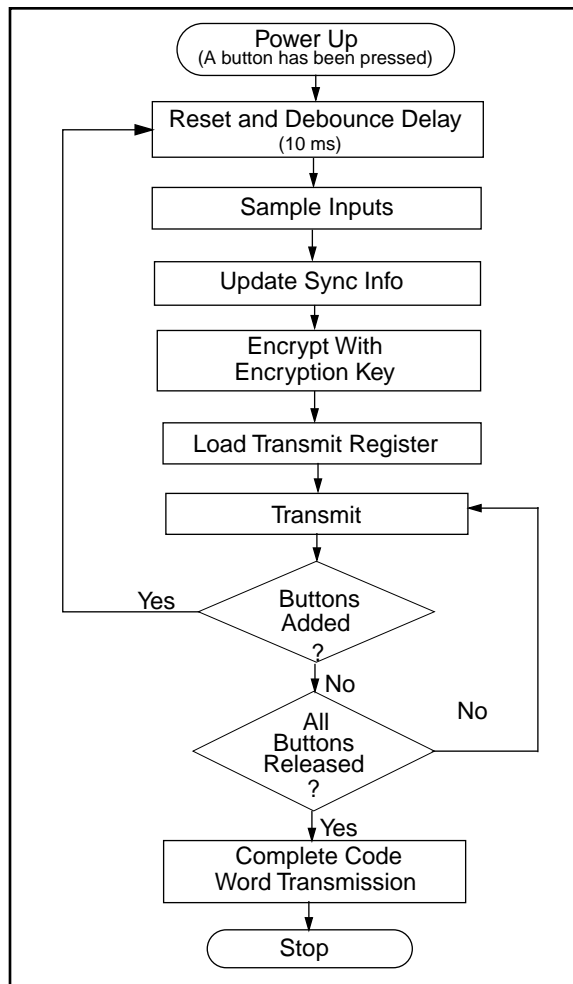 Power Up
(A button has been pressed)
Reset and Debounce Delay
(10 ms)
Sample Inputs
Update Sync Info
Encrypt With
Encryption Key
Load Transmit Register
Transmit
Yes
Buttons
Added
?
No
All
Buttons
Released
?
No
Yes
Complete Code
Word Transmission
Stop